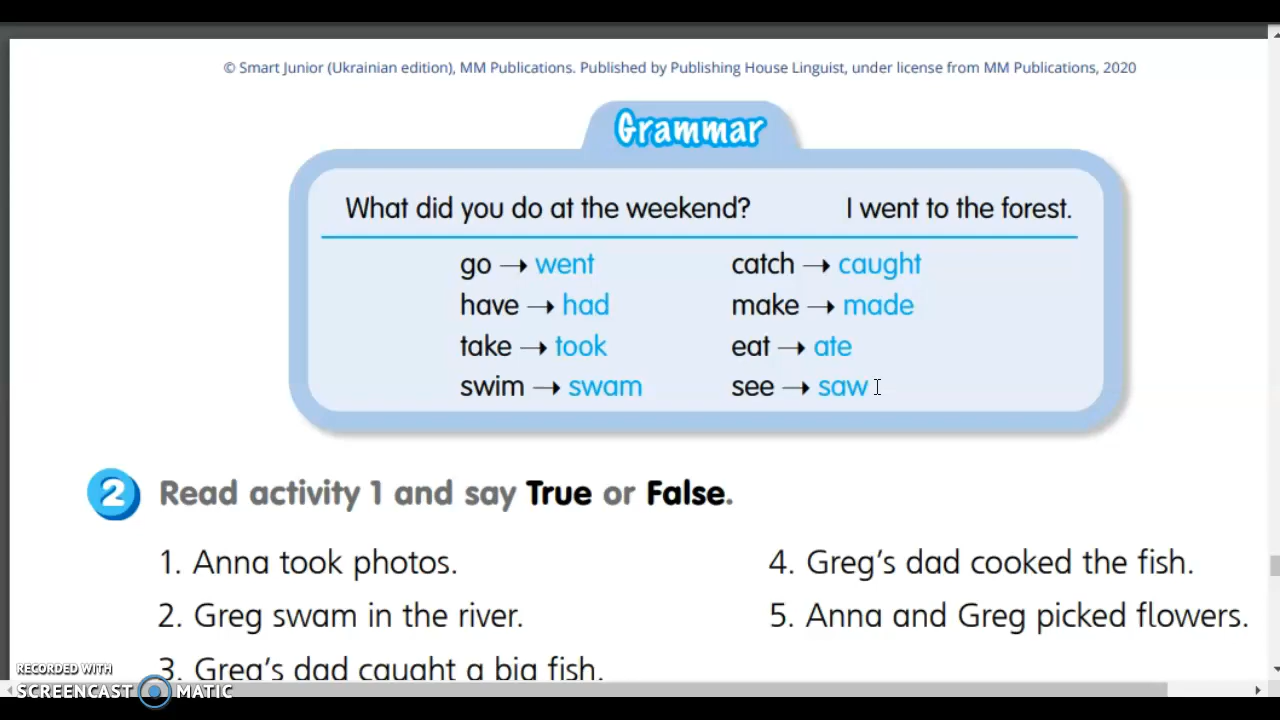 © Smart Junior (Ukrainian edition), MM Publications. Published by Publishing House Linguist, under license from MM Publications, 2020
Grammar
What did you do at the weekend? I went to the forest.
go → went catch → caught
have → had make → made
take → took eat → ate
swim → swam see → saw
2 Read activity 1 and say True or False.
1. Anna took photos.
2. Greg swam in the river.
3. Greg's dad caught a big fish.
4. Greg's dad cooked the fish.
5. Anna and Greg picked flowers.
RECORDED WITH
SCREENCAST MATIC